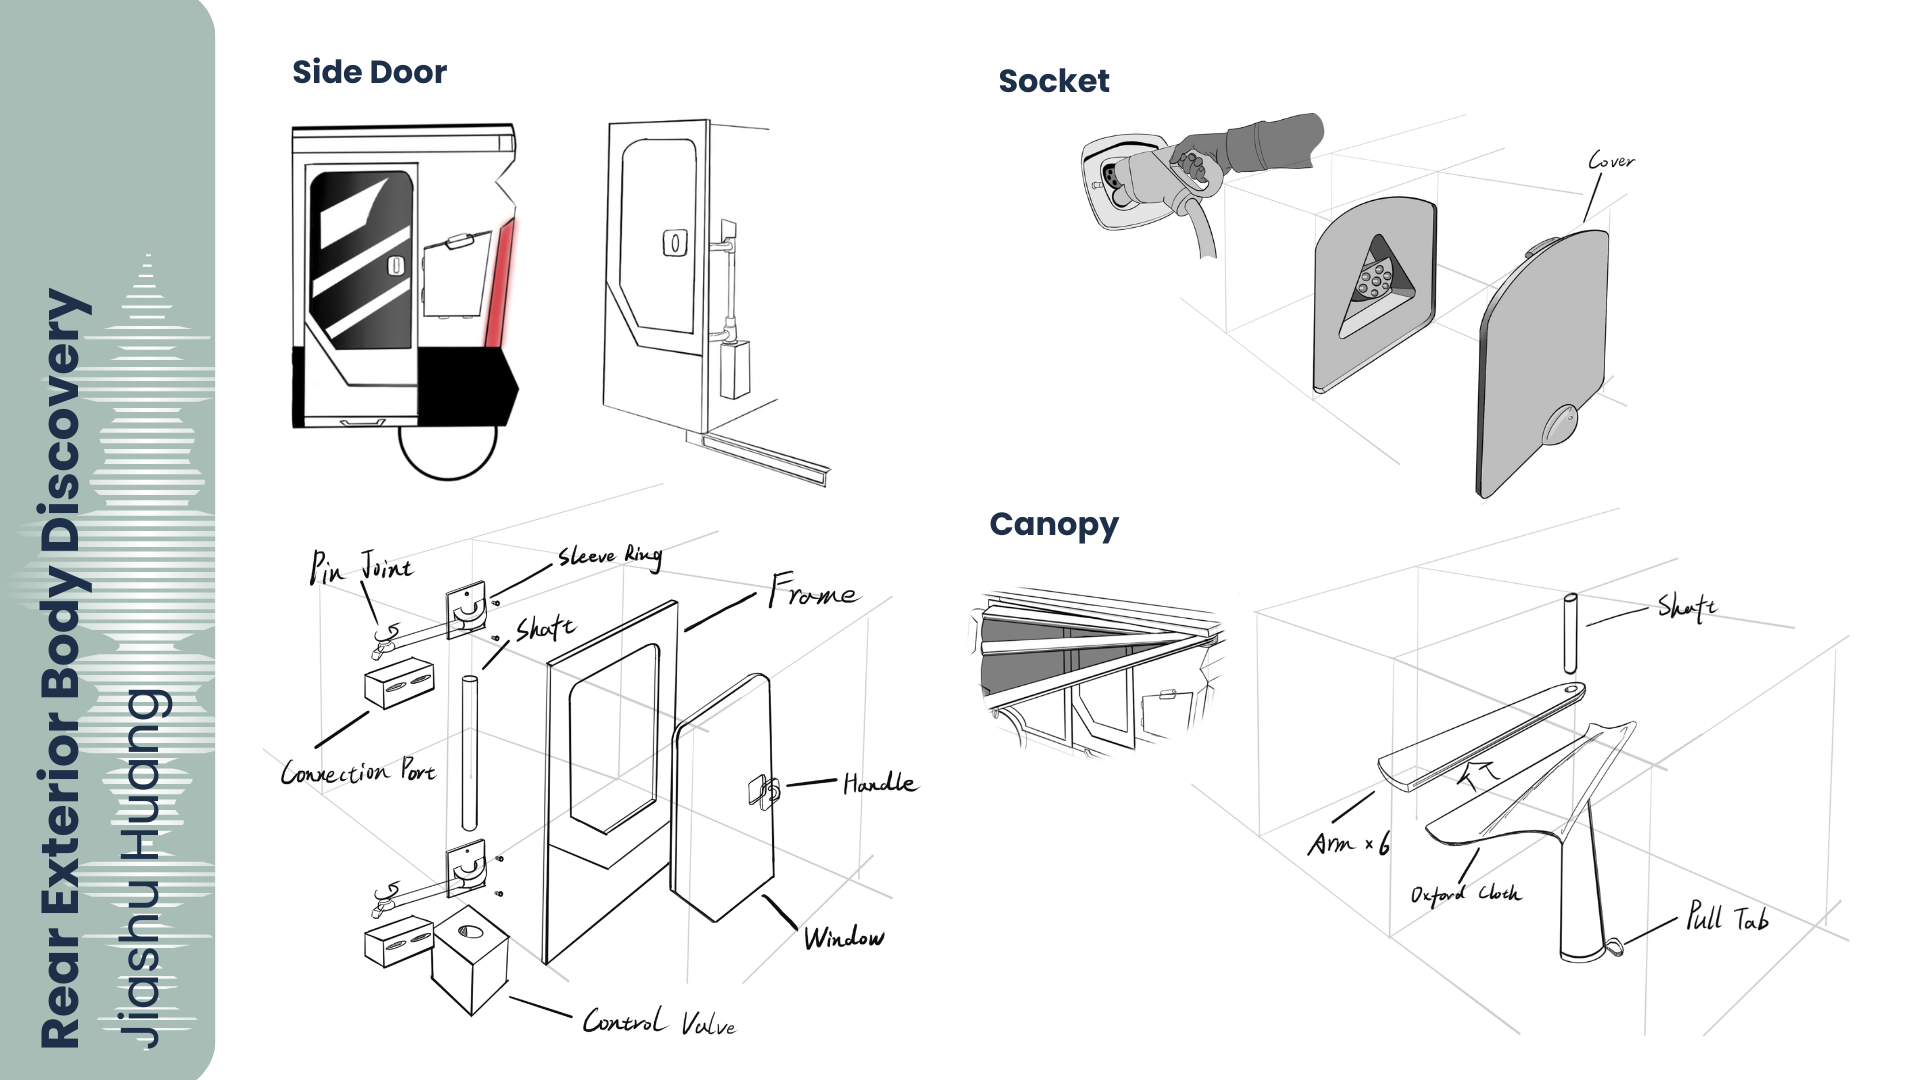 Rear Exterior Body Discovery
Jiashu Huang
Side Door
Pin Joint
Sleeve Ring
Shaft
Frame
Connection Port
Handle
Window
Control Valve
Socket
Cover
Canopy
Shaft
Arm x 6
Oxford Cloth
Pull Tab